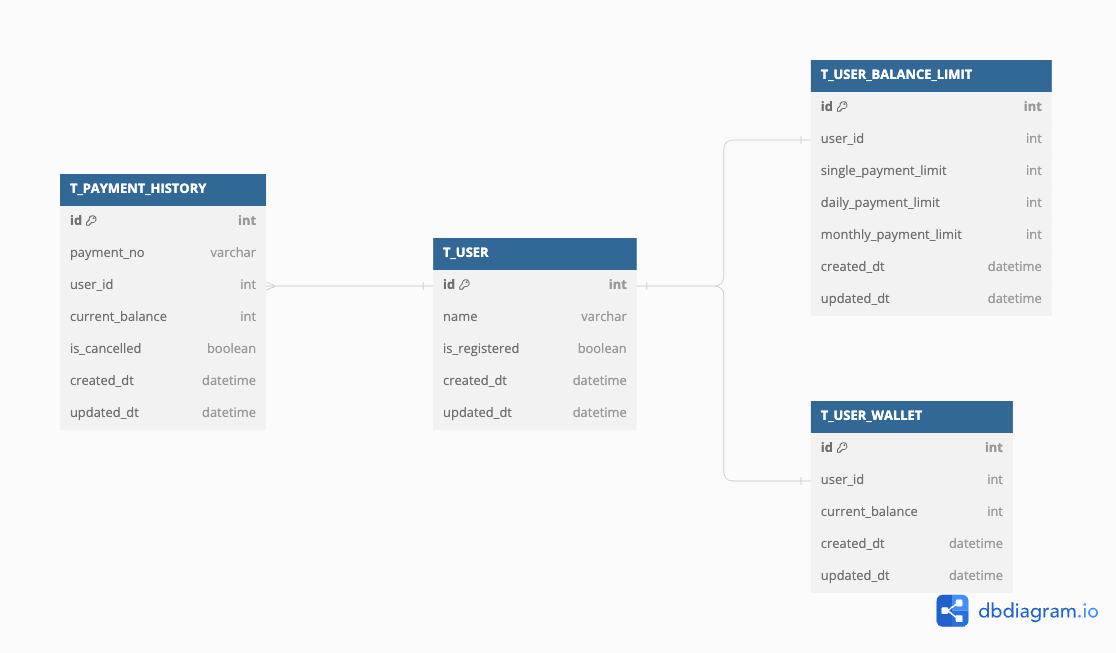 T_PAYMENT_HISTORY
id int
payment_no varchar
user_id int
current_balance int
is_cancelled boolean
created_dt datetime
updated_dt datetime
T_USER
id int
name varchar
is_registered boolean
created_dt datetime
updated_dt datetime
T_USER_BALANCE_LIMIT
id int
user_id int
single_payment_limit int
daily_payment_limit int
monthly_payment_limit int
created_dt datetime
updated_dt datetime
T_USER_WALLET
id int
user_id int
current_balance int
created_dt datetime
updated_dt datetime
dbdiagram.io